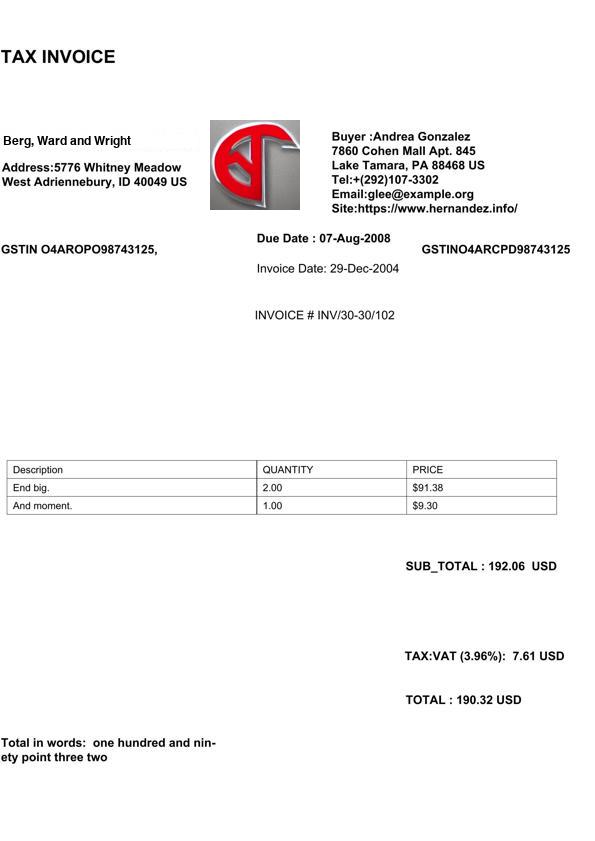 TAX INVOICE
Berg, Ward and Wright
Address:5776 Whitney Meadow
West Adriennebury, ID 40049 US
Buyer :Andrea Gonzalez
7860 Cohen Mall Apt. 845
Lake Tamara, PA 88468 US
Tel:+(292)107-3302
Email:glee@example.org
Site:https://www.hernandez.info/
GSTIN O4AROPO98743125,
Due Date : 07-Aug-2008
GSTINO4ARCPD98743125
Invoice Date: 29-Dec-2004
INVOICE # INV/30-30/102
Description QUANTITY PRICE
End big. 2.00 $91.38
And moment. 1.00 $9.30
SUB_TOTAL : 192.06 USD
TAX:VAT (3.96%): 7.61 USD
TOTAL : 190.32 USD
Total in words: one hundred and nin-
ety point three two